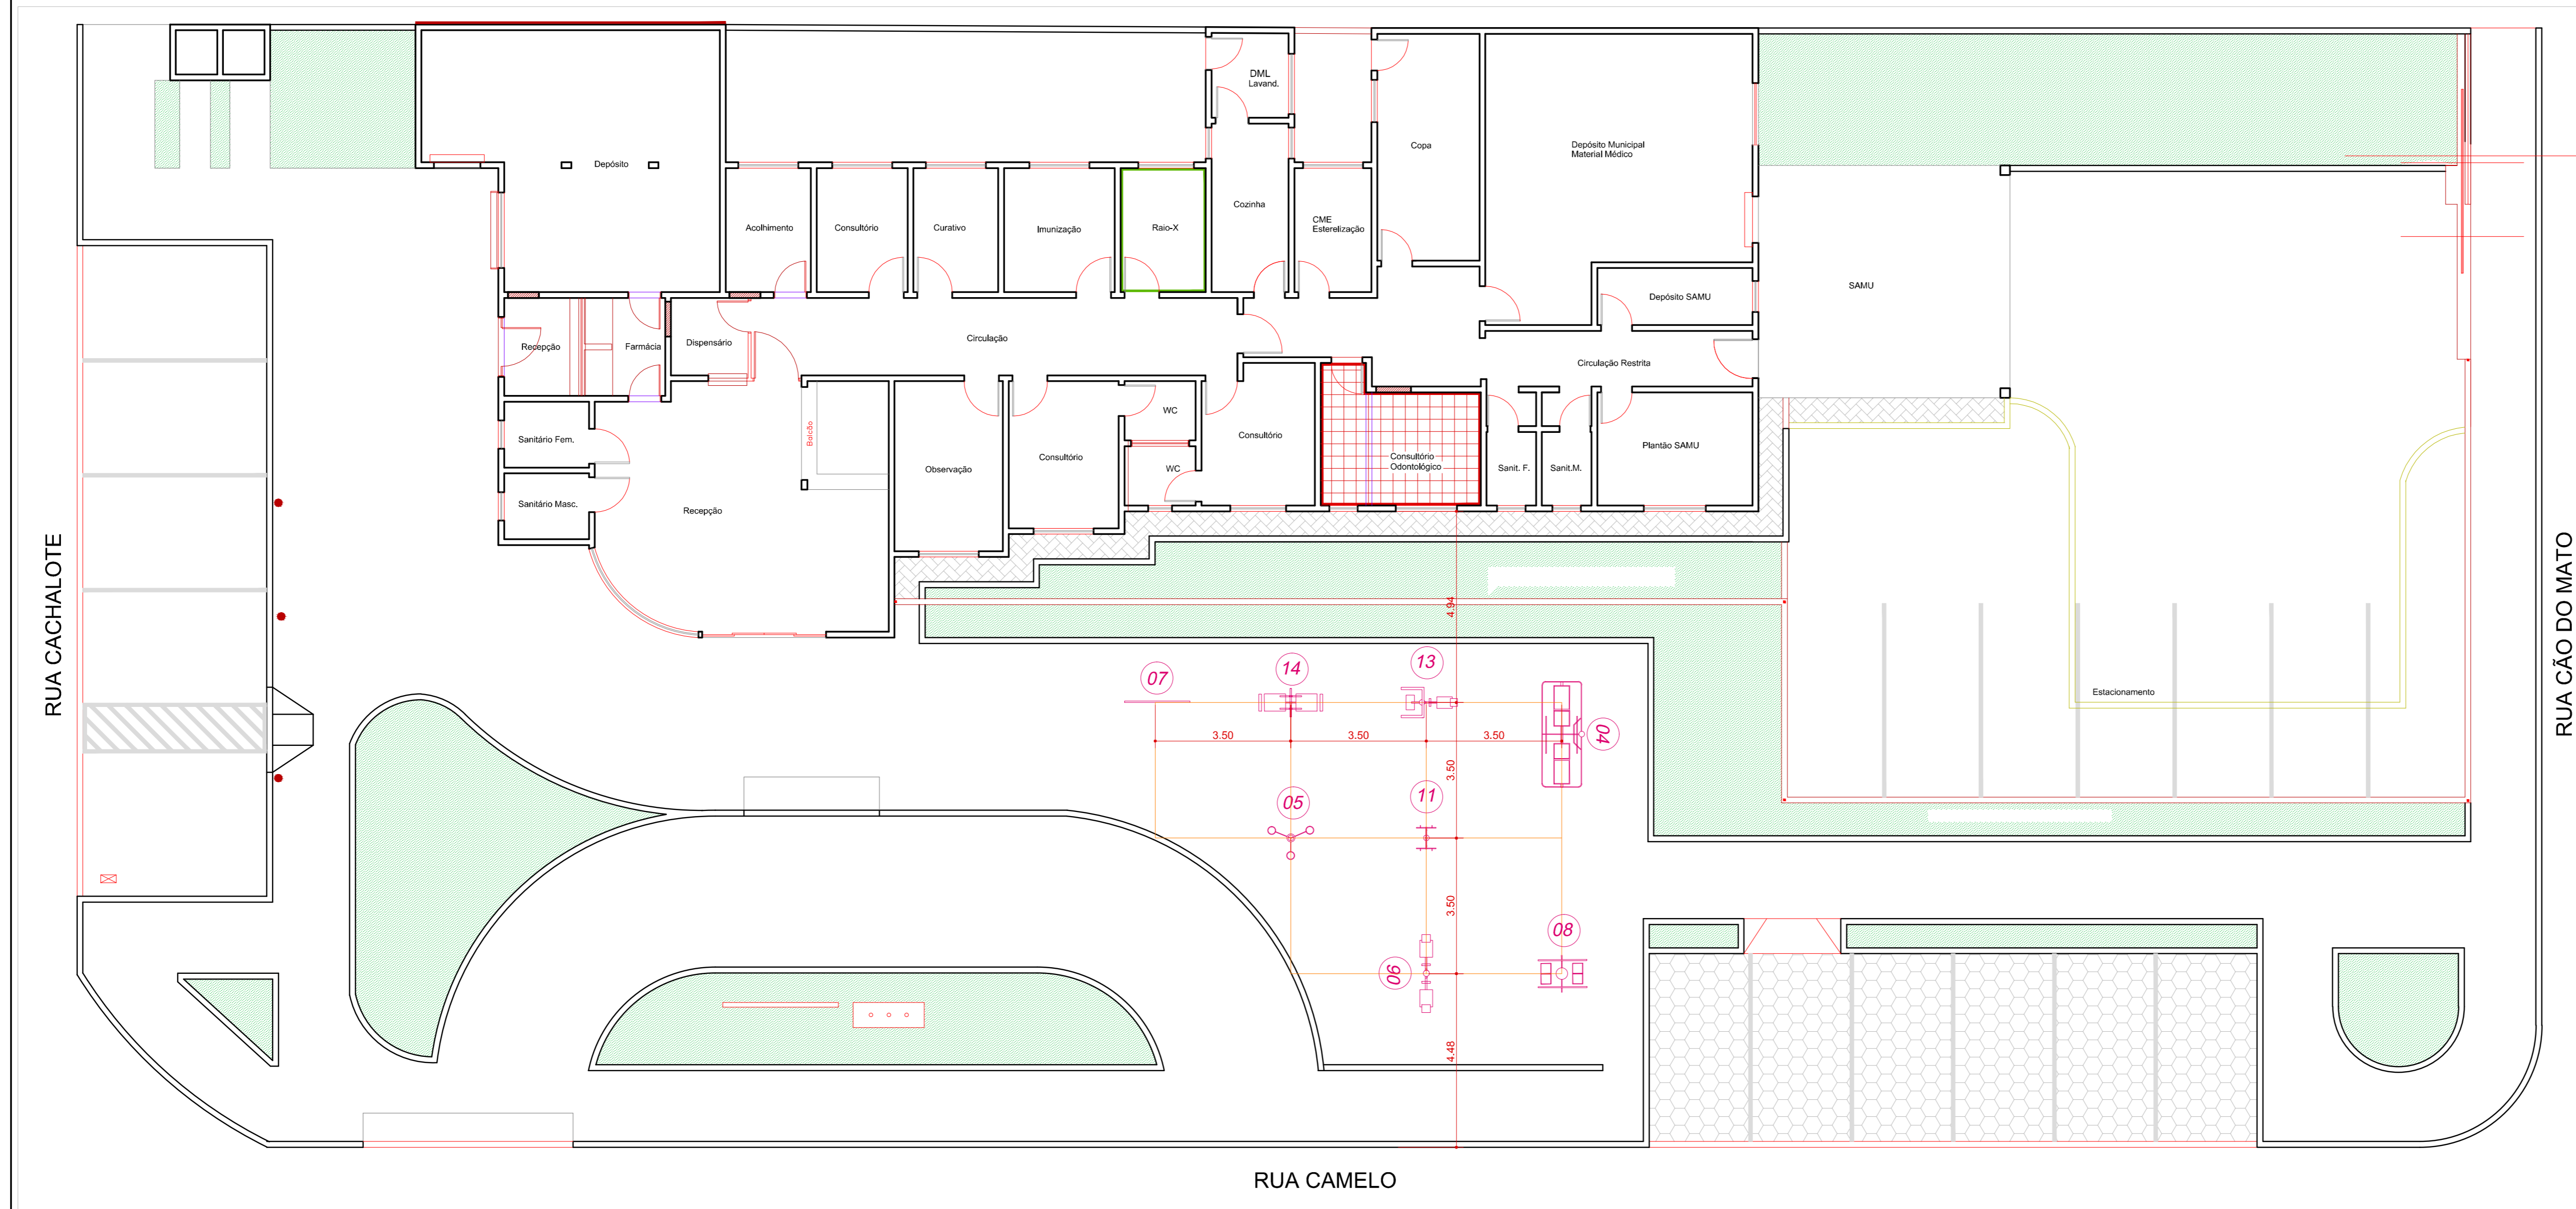 DML
Lavand.
Copa
Depósito Municipal
Material Médico
Depósito
Cozinha
CME
Esterelização
Acolhimento
Consultório
Curativo
Imunização
Raio-X
SAMU
Depósito SAMU
Recepção
Farmácia
Dispensário
Circulação
Circulação Restrita
WC
Balcão
Sanitário Fem.
Consultório
Plantão SAMU
Observação
Consultório
WC
Consultório
Odontológico
Sanit. F.
Sanit.M.
Sanitário Masc.
Recepção
RUA CACHALOTE
RUA CÃO DO MATO
4.94
07
14
13
04
Estacionamento
3.50
3.50
3.50
3.50
05
11
3.50
06
08
4.48
RUA CAMELO